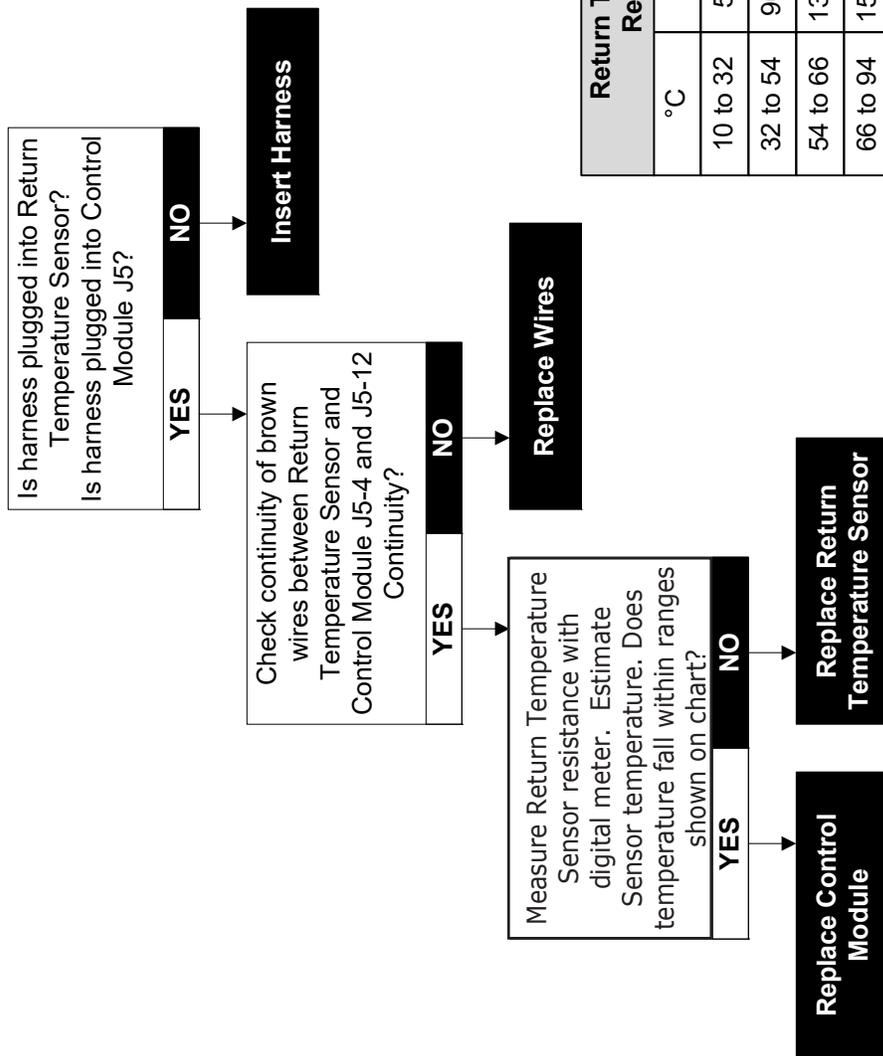 Is harness plugged into Return
Temperature Sensor?
Is harness plugged into Control
Module J5?
YES
NO
Insert Harness
Check continuity of brown
wires between Return
Temperature Sensor and
Control Module J5-4 and J5-12
Continuity?
YES
NO
Replace Wires
Measure Return Temperature
Sensor resistance with
digital meter. Estimate
Sensor temperature. Does
temperature fall within ranges
shown on chart?
YES
NO
Replace Control
Module
Replace Return
Temperature Sensor
Return
°C
10 to 32
32 to 54
54 to 66
66 to 94